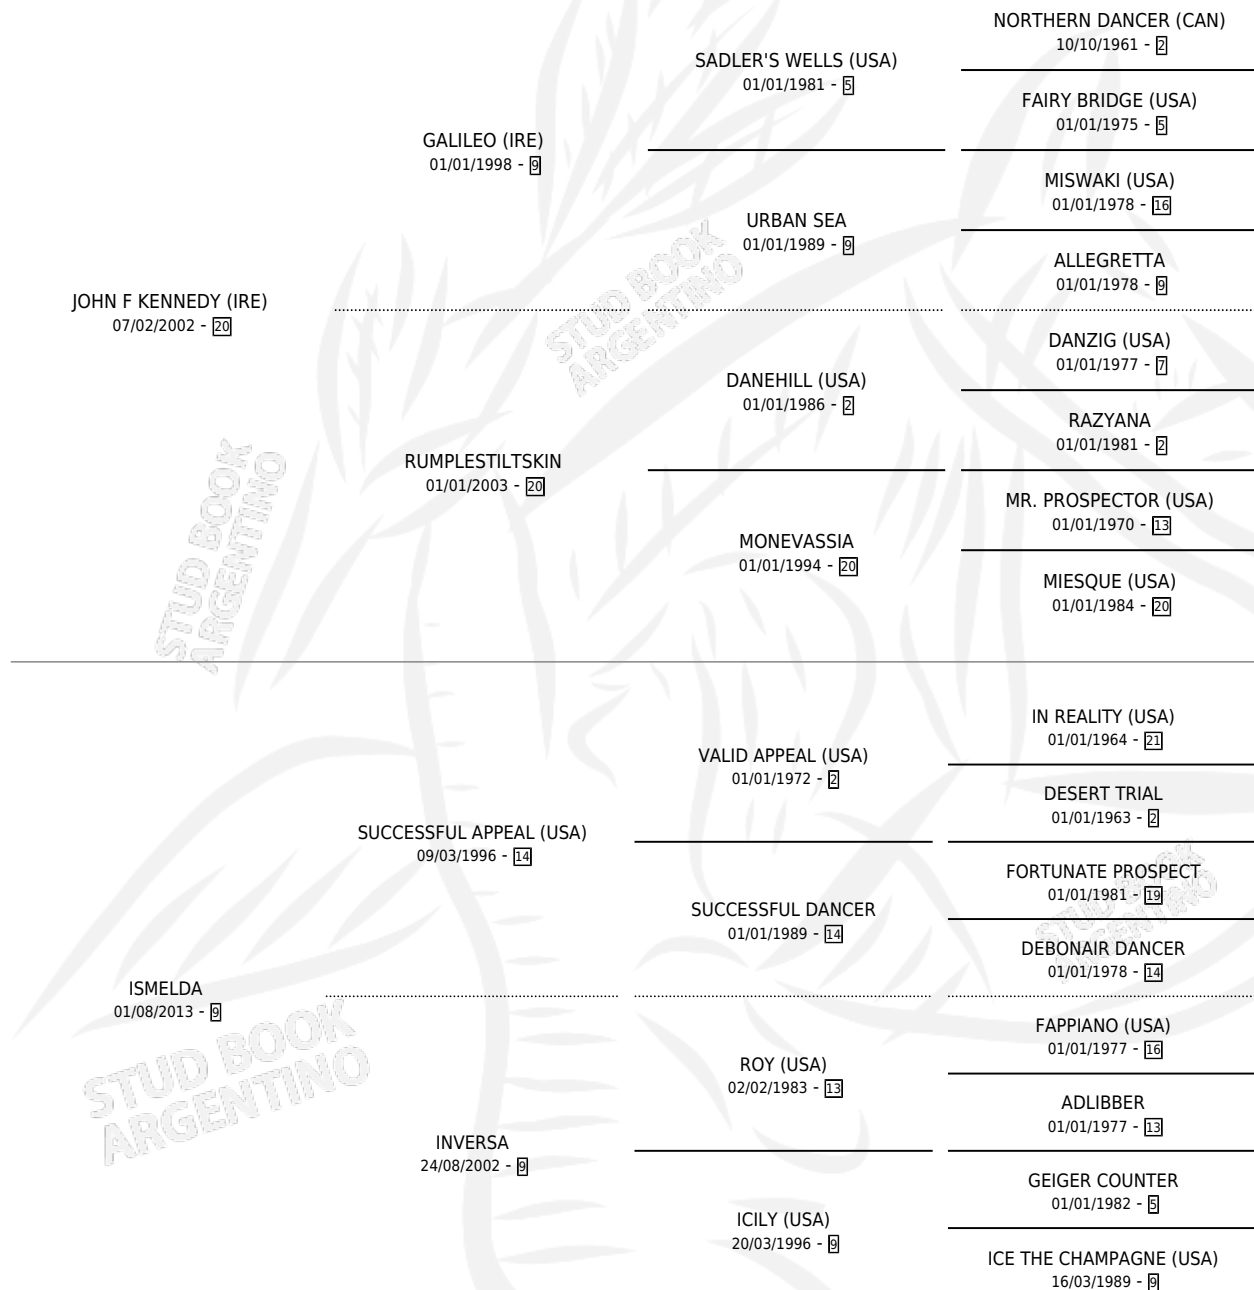 NORTHERN DANCER (CAN)
10/10/1961 - 2
SADLER'S WELLS (USA)
01/01/1981 - 5
FAIRY BRIDGE (USA)
01/01/1975 - 5
GALILEO (IRE)
01/01/1998 - 9
MISWAKI (USA)
01/01/1978 - 16
URBAN SEA
01/01/1989 - 9
ALLEGRETTA
01/01/1978 - 9
JOHN F KENNEDY (IRE)
07/02/2002 - 20
DANZIG (USA)
01/01/1977 - 7
DANEHILL (USA)
01/01/1986 - 2
RAZYANA
01/01/1981 - 2
RUMPLESTILTSKIN
01/01/2003 - 20
MR. PROSPECTOR (USA)
01/01/1970 - 13
MONEVASSIA
01/01/1994 - 20
MIESQUE (USA)
01/01/1984 - 20
IN REALITY (USA)
01/01/1964 - 21
VALID APPEAL (USA)
01/01/1972 - 2
DESERT TRIAL
01/01/1963 - 2
SUCCESSFUL APPEAL (USA)
09/03/1996 - 14
FORTUNATE PROSPECT
01/01/1981 - 19
SUCCESSFUL DANCER
01/01/1989 - 14
DEBONAIR DANCER
01/01/1978 - 14
ISMELDA
01/08/2013 - 9
FAPPIANO (USA)
01/01/1977 - 16
ROY (USA)
02/02/1983 - 13
ADLIBBER
01/01/1977 - 13
INVERSA
24/08/2002 - 9
GEIGER COUNTER
01/01/1982 - 5
ICILY (USA)
20/03/1996 - 9
ICE THE CHAMPAGNE (USA)
16/03/1989 - 9
STUD BOOK
ARGENTINO
STUD BOOK
ARGENTINO
STUD BOOK
ARGENTINO
STUD BOOK
ARGENTINO